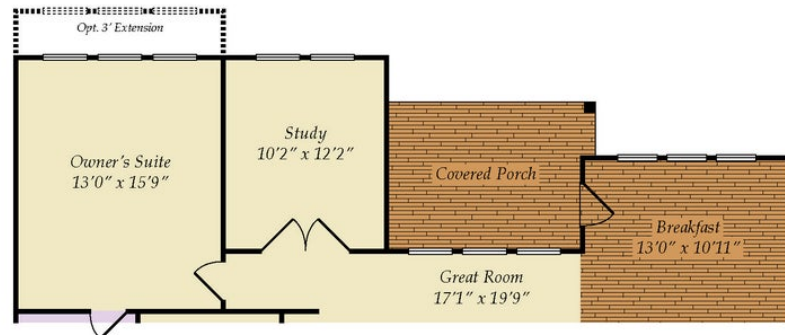 Opt. 3' Extension
Owner's Suite
13'0" x 15'9"
Study
10'2" x 12'2"
Covered Porch
Breakfast
13'0" x 10'11"
Great Room
17'1" x 19'9"